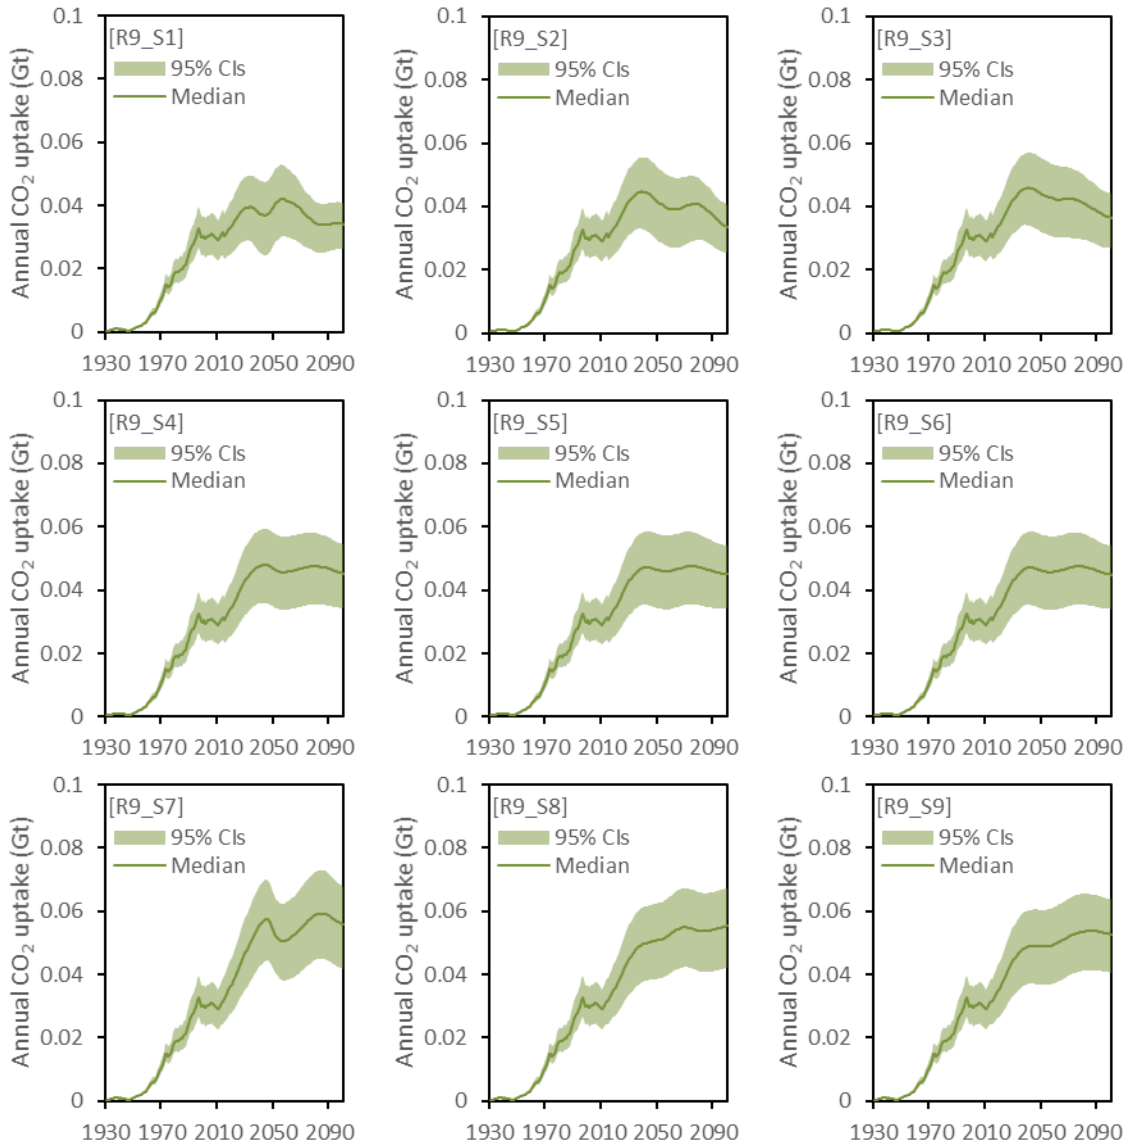 0.1
0.08
0.06
0.04
0.02
0
Annual CO₂ uptake (Gt)
[R9_S1]
95% CIs
Median
1930 1970 2010 2050 2090
0.1
0.08
0.06
0.04
0.02
0
Annual CO₂ uptake (Gt)
[R9_S2]
95% CIs
Median
1930 1970 2010 2050 2090
0.1
0.08
0.06
0.04
0.02
0
Annual CO₂ uptake (Gt)
[R9_S3]
95% CIs
Median
1930 1970 2010 2050 2090
0.1
0.08
0.06
0.04
0.02
0
Annual CO₂ uptake (Gt)
[R9_S4]
95% CIs
Median
1930 1970 2010 2050 2090
0.1
0.08
0.06
0.04
0.02
0
Annual CO₂ uptake (Gt)
[R9_S5]
95% CIs
Median
1930 1970 2010 2050 2090
0.1
0.08
0.06
0.04
0.02
0
Annual CO₂ uptake (Gt)
[R9_S6]
95% CIs
Median
1930 1970 2010 2050 2090
0.1
0.08
0.06
0.04
0.02
0
Annual CO₂ uptake (Gt)
[R9_S7]
95% CIs
Median
1930 1970 2010 2050 2090
0.1
0.08
0.06
0.04
0.02
0
Annual CO₂ uptake (Gt)
[R9_S8]
95% CIs
Median
1930 1970 2010 2050 2090
0.1
0.08
0.06
0.04
0.02
0
Annual CO₂ uptake (Gt)
[R9_S9]
95% CIs
Median
1930 1970 2010 2050 2090